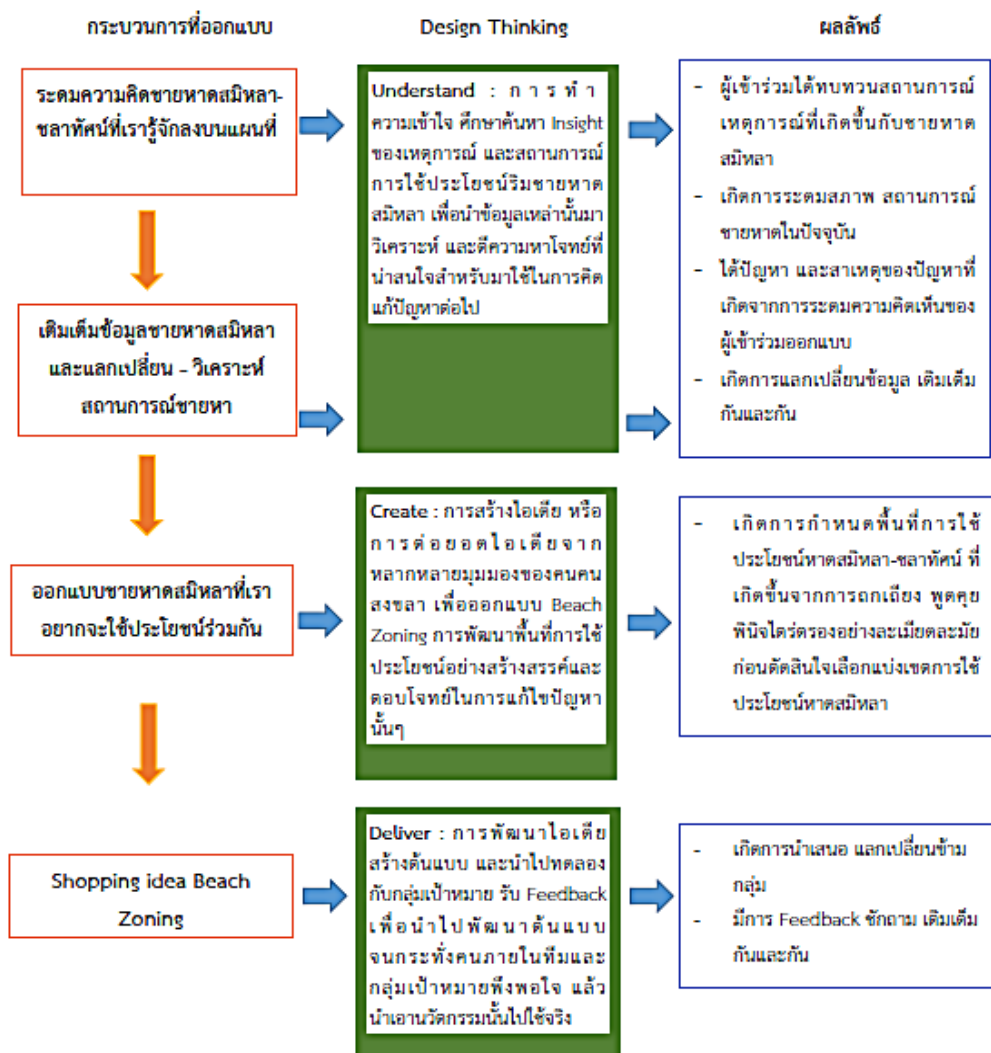 กระบวนการที่ออกแบบ
Design Thinking
ผลลัพธ์
ระดมความคิดชายหาดสมิหลา-
ชลาทัศน์ที่เรารู้จักลงบนแผนที่
Understand : การทำ
ความเข้าใจ ศึกษาค้นหา Insight
ของเหตุการณ์ และสถานการณ์
การใช้ประโยชน์ริมชายหาด
สมิหลา เพื่อนำข้อมูลเหล่านั้นมา
วิเคราะห์ และตีความหาโจทย์ที่
น่าสนใจสำหรับมาใช้ในการคิด
แก้ปัญหาต่อไป
- ผู้เข้าร่วมได้ทบทวนสถานการณ์
เหตุการณ์ที่เกิดขึ้นกับชายหาด
สมิหลา
- เกิดการระดมสภาพ สถานการณ์
ชายหาดในปัจจุบัน
- ได้ปัญหา และสาเหตุของปัญหาที่
เกิดจากการระดมความคิดเห็นของ
ผู้เข้าร่วมออกแบบ
- เกิดการแลกเปลี่ยนข้อมูล เติมเต็ม
กันและกัน
เติมเต็มข้อมูลชายหาดสมิหลา
และแลกเปลี่ยน – วิเคราะห์
สถานการณ์ชายหา
ออกแบบชายหาดสมิหลาที่เรา
อยากจะใช้ประโยชน์ร่วมกัน
Create : การสร้างไอเดีย หรือ
การต่อยอดไอเดียจาก
หลากหลายมุมมองของคนคน
สงขลา เพื่อออกแบบ Beach
Zoning การพัฒนาพื้นที่การใช้
ประโยชน์อย่างสร้างสรรค์และ
ตอบโจทย์ในการแก้ไขปัญหา
นั้นๆ
- เกิดการกำหนดพื้นที่การใช้
ประโยชน์หาดสมิหลา-ชลาทัศน์ ที่
เกิดขึ้นจากการถกเถียง พูดคุย
พินิจไตร่ตรองอย่างละเมียดละมัย
ก่อนตัดสินใจเลือกแบ่งเขตการใช้
ประโยชน์หาดสมิหลา
Shopping idea Beach
Zoning
Deliver : การพัฒนาไอเดีย
สร้างต้นแบบ และนำไปทดลอง
กับกลุ่มเป้าหมาย รับ Feedback
เพื่อนำไปพัฒนาต้นแบบ
จนกระทั่งคนภายในทีมและ
กลุ่มเป้าหมายพึงพอใจ แล้ว
นำเอานวัตกรรมนั้นไปใช้จริง
- เกิดการนำเสนอ แลกเปลี่ยนข้าม
กลุ่ม
- มีการ Feedback ซักถาม เติมเต็ม
กันและกัน